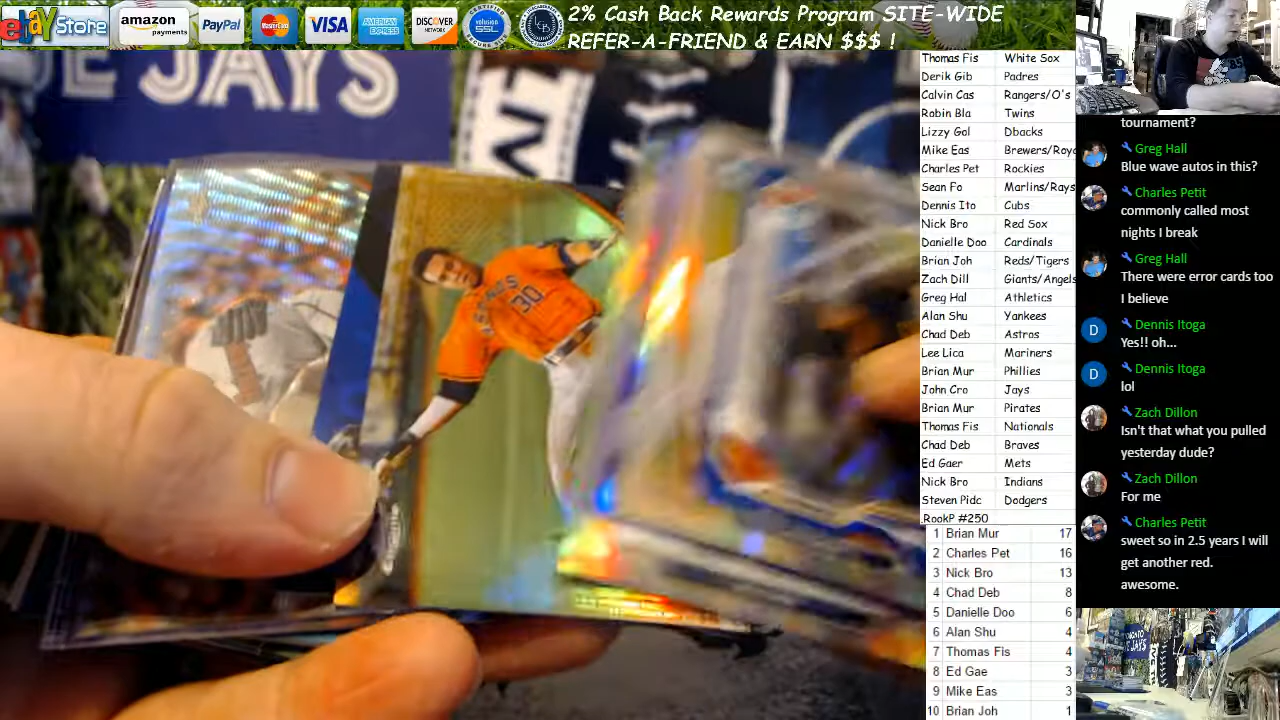 ebay Store
amazon payments
PayPal
MasterCard
VISA
AMERICAN EXPRESS
DISCOVER NETWORK
SSL
2% Cash Back Rewards Program SITE-WIDE
REFER-A-FRIEND & EARN $$$ !
JAYS
30
Thomas Fis White Sox
Derik Gib Padres
Calvin Cas Rangers/O's
Robin Bla Twins
Lizzy Gol Dbacks
Mike Eas Brewers/Roya
Charles Pet Rockies
Sean Fo Marlins/Rays
Dennis Ito Cubs
Nick Bro Red Sox
Danielle Doo Cardinals
Brian Joh Reds/Tigers
Zach Dill Giants/Angels
Greg Hal Athletics
Alan Shu Yankees
Chad Deb Astros
Lee Lica Mariners
Brian Mur Phillies
John Cro Jays
Brian Mur Pirates
Thomas Fis Nationals
Chad Deb Braves
Ed Gaer Mets
Nick Bro Indians
Steven Pidc Dodgers
RookP #250
1 Brian Mur 17
2 Charles Pet 16
3 Nick Bro 13
4 Chad Deb 8
5 Danielle Doo 6
6 Alan Shu 4
7 Thomas Fis 4
8 Ed Gae 3
9 Mike Eas 3
10 Brian Joh 1
tournament?
Greg Hall
Blue wave autos in this?
Charles Petit
commonly called most
nights I break
Greg Hall
There were error cards too
I believe
D Dennis Itoga
Yes!! oh...
D Dennis Itoga
lol
Zach Dillon
Isn't that what you pulled
yesterday dude?
Zach Dillon
For me
Charles Petit
sweet so in 2.5 years I will
get another red.
awesome.